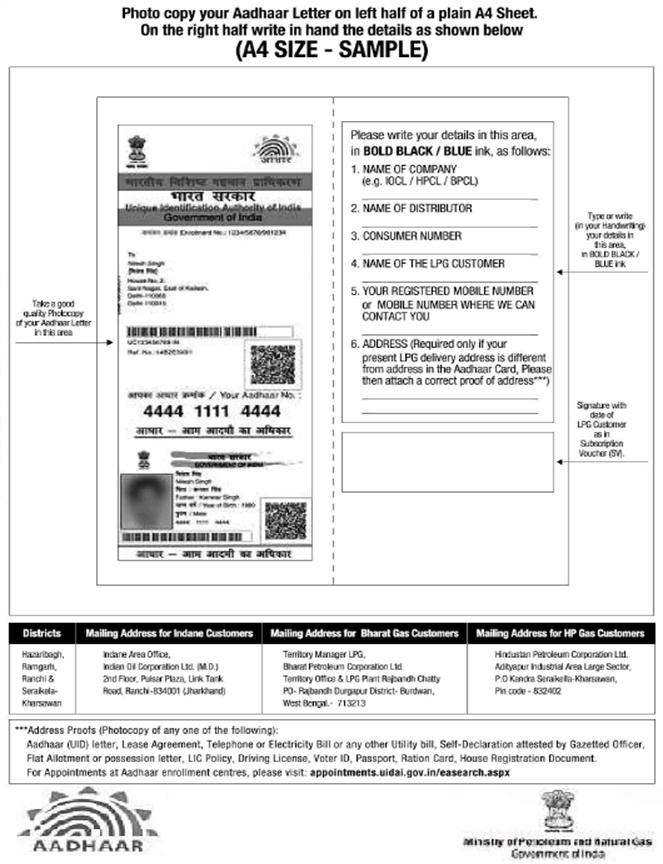 Photo copy your Aadhaar Letter on left half of a plain A4 Sheet.
On the right half write in hand the details as shown below
(A4 SIZE - SAMPLE)
Take a good
quality Photocopy
of your Aadhaar Letter
in this area
आधार
भारतीय विशिष्ट पहचान प्राधिकरण
भारत सरकार
Unique Identification Authority of India
Government of India
Enrolment No.: 1234/5678/901234
To
Nilesh Singh
House No. 2,
Sant Nagar, East of Kailash,
Delhi-110065
Ref. No.:
आपका आधार क्रमांक / Your Aadhaar No. :
4444 1111 4444
आधार — आम आदमी का अधिकार
भारत सरकार
GOVERNMENT OF INDIA
Nilesh Singh
Father : Kanwar Singh
Year of Birth : 1980
पुरुष / Male
4444 1111 4444
आधार — आम आदमी का अधिकार
Please write your details in this area,
in BOLD BLACK / BLUE ink, as follows:
1. NAME OF COMPANY
(e.g. IOCL / HPCL / BPCL)
2. NAME OF DISTRIBUTOR
3. CONSUMER NUMBER
4. NAME OF THE LPG CUSTOMER
5. YOUR REGISTERED MOBILE NUMBER
or MOBILE NUMBER WHERE WE CAN
CONTACT YOU
6. ADDRESS (Required only if your
present LPG delivery address is different
from address in the Aadhaar Card, Please
then attach a correct proof of address***)
Type or write
(in your Handwriting)
your details in
this area,
in BOLD BLACK /
BLUE ink
Signature with
date of
LPG Customer
as in
Subscription
Voucher (SV).
Districts
Mailing Address for Indane Customers
Mailing Address for Bharat Gas Customers
Mailing Address for HP Gas Customers
Hazaribagh,
Ramgarh,
Ranchi &
Seraikela-
Kharsawan
Indane Area Office,
Indian Oil Corporation Ltd. (M.D.)
2nd Floor, Pulsar Plaza, Link Tank
Road, Ranchi-834001 (Jharkhand)
Territory Manager LPG,
Bharat Petroleum Corporation Ltd.
Territory Office & LPG Plant Rajbandh Chatty
PO- Rajbandh Durgapur District- Burdwan,
West Bengal.- 713213
Hindustan Petroleum Corporation Ltd.
Adityapur Industrial Area Large Sector,
P.O Kandra Seraikella-Kharsawan,
Pin code - 832402
***Address Proofs (Photocopy of any one of the following):
Aadhaar (UID) letter, Lease Agreement, Telephone or Electricity Bill or any other Utility bill, Self-Declaration attested by Gazetted Officer,
Flat Allotment or possession letter, LIC Policy, Driving License, Voter ID, Passport, Ration Card, House Registration Document.
For Appointments at Aadhaar enrollment centres, please visit: appointments.uidai.gov.in/easearch.aspx
AADHAAR
Ministry of Petroleum and Natural Gas
Government of India